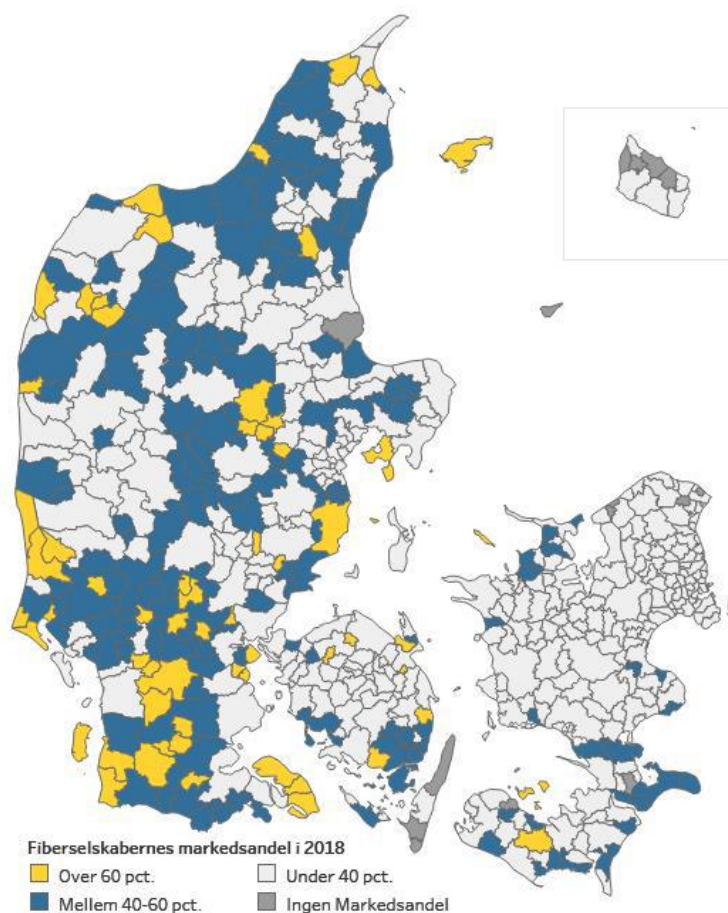 Fiberselskabernes markedsandel i 2018
Over 60 pct.
Under 40 pct.
Mellem 40-60 pct.
Ingen Markedsandel